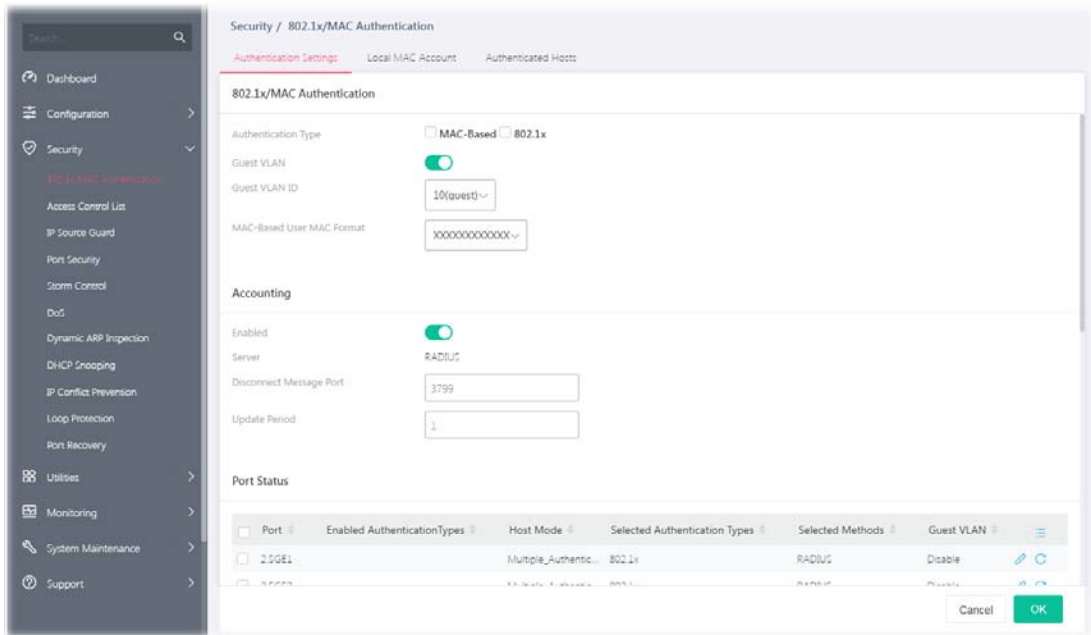 Security / 802.1x/MAC Authentication
Search...
Authentication Settings Local MAC Account Authenticated Hosts
Dashboard
Configuration
Security
802.1x/MAC Authentication
Access Control List
IP Source Guard
Port Security
Storm Control
DoS
Dynamic ARP Inspection
DHCP Snooping
IP Conflict Prevention
Loop Protection
Port Recovery
Utilities
Monitoring
System Maintenance
Support
802.1x/MAC Authentication
Authentication Type MAC-Based 802.1x
Guest VLAN
Guest VLAN ID 10(guest)
MAC-Based User MAC Format XXXXXXXXXXXX
Accounting
Enabled
Server RADIUS
Disconnect Message Port 3799
Update Period 1
Port Status
Port Enabled AuthenticationTypes Host Mode Selected Authentication Types Selected Methods Guest VLAN
2.5GE1 Multiple_Authentic... 802.1x RADIUS Disable
Cancel OK